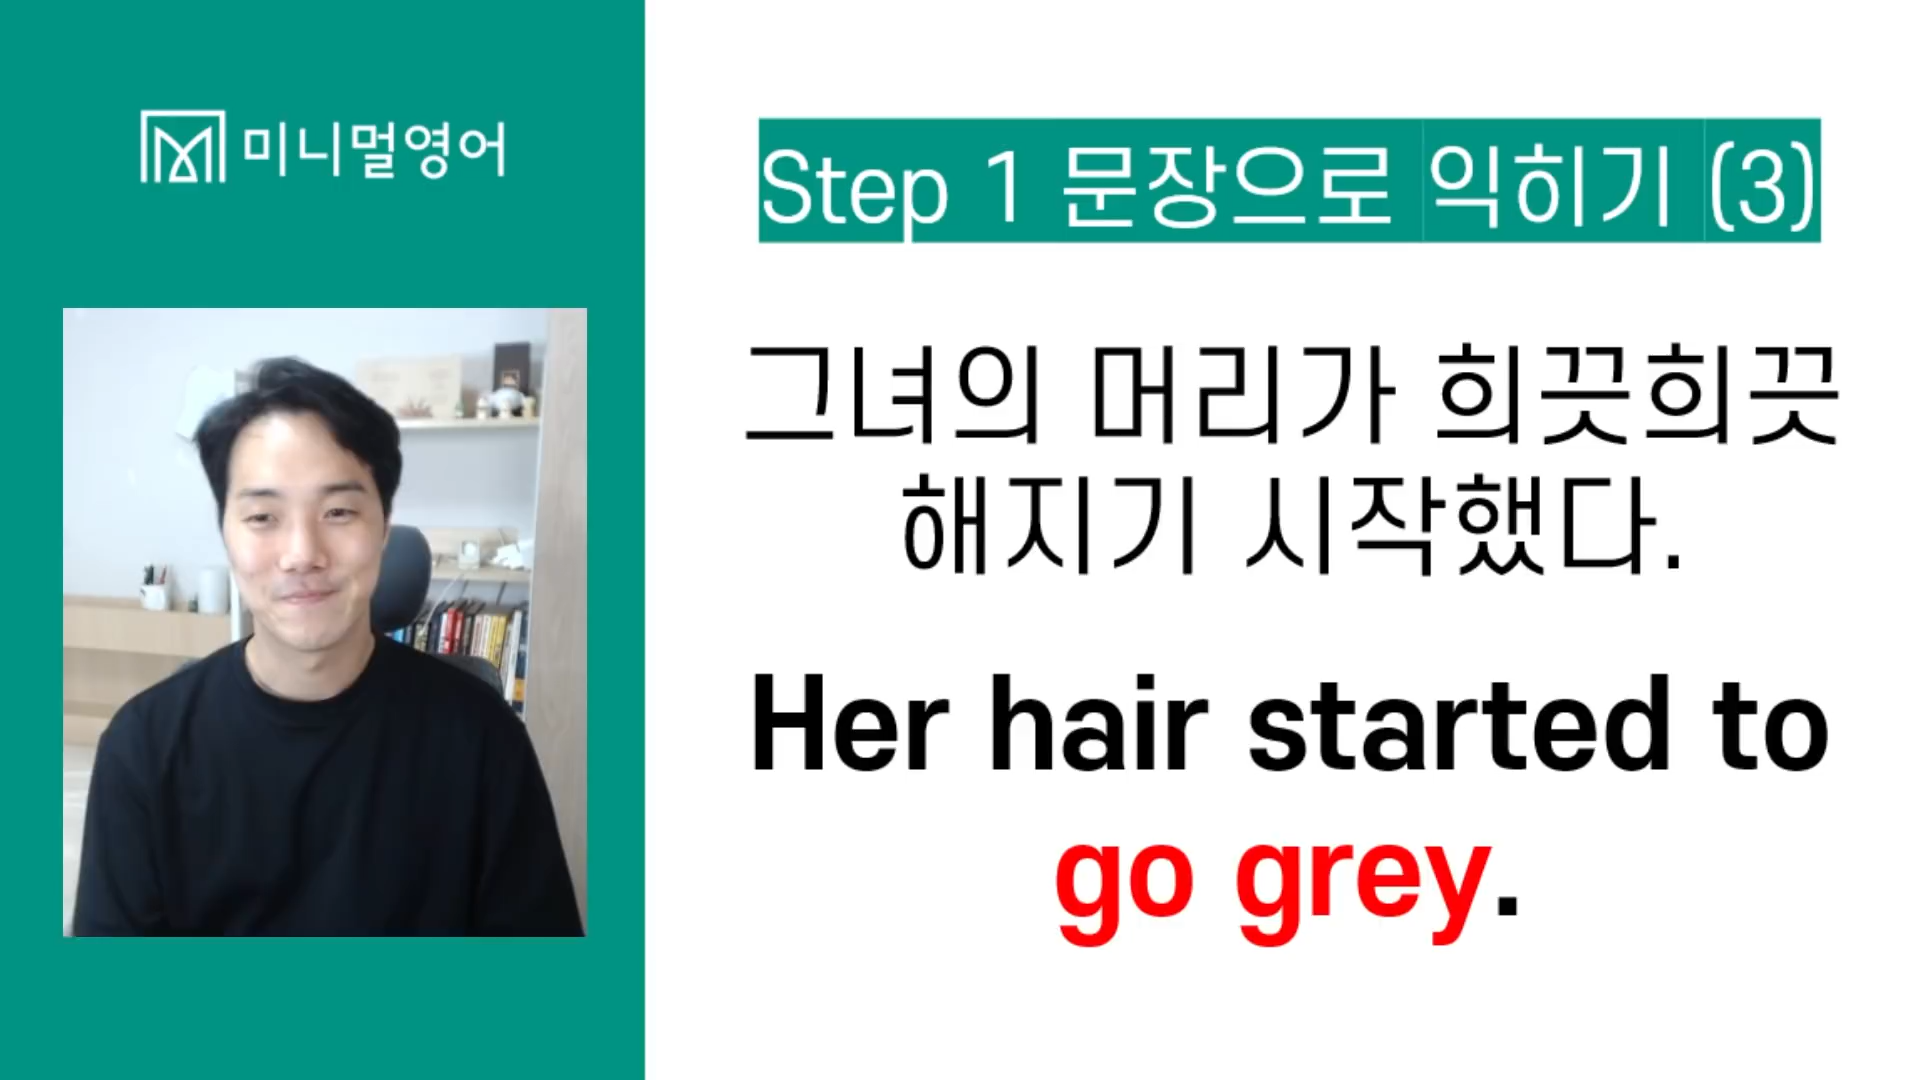 미니멀영어
Step 1 문장으로 익히기 (3)
그녀의 머리가 희끗희끗
해지기 시작했다.
Her hair started to
go grey.